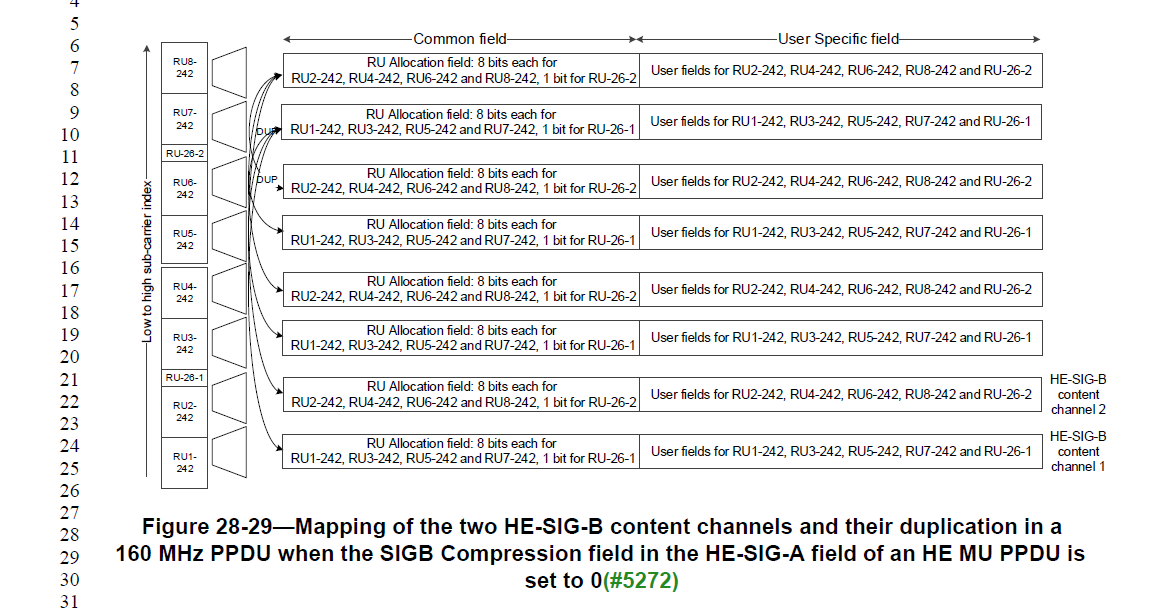 4
5
6
7
8
9
10
11
12
13
14
15
16
17
18
19
20
21
22
23
24
25
26
27
28
29
30
31
Low to high sub-carrier index
RU8-
242
RU7-
242
RU-26-2
RU6-
242
RU5-
242
RU4-
242
RU3-
242
RU-26-1
RU2-
242
RU1-
242
DUP
DUP
Common field
User Specific field
RU Allocation field: 8 bits each for
RU2-242, RU4-242, RU6-242 and RU8-242, 1 bit for RU-26-2
User fields for RU2-242, RU4-242, RU6-242, RU8-242 and RU-26-2
RU Allocation field: 8 bits each for
RU1-242, RU3-242, RU5-242 and RU7-242, 1 bit for RU-26-1
User fields for RU1-242, RU3-242, RU5-242, RU7-242 and RU-26-1
RU Allocation field: 8 bits each for
RU2-242, RU4-242, RU6-242 and RU8-242, 1 bit for RU-26-2
User fields for RU2-242, RU4-242, RU6-242, RU8-242 and RU-26-2
RU Allocation field: 8 bits each for
RU1-242, RU3-242, RU5-242 and RU7-242, 1 bit for RU-26-1
User fields for RU1-242, RU3-242, RU5-242, RU7-242 and RU-26-1
RU Allocation field: 8 bits each for
RU2-242, RU4-242, RU6-242 and RU8-242, 1 bit for RU-26-2
User fields for RU2-242, RU4-242, RU6-242, RU8-242 and RU-26-2
RU Allocation field: 8 bits each for
RU1-242, RU3-242, RU5-242 and RU7-242, 1 bit for RU-26-1
User fields for RU1-242, RU3-242, RU5-242, RU7-242 and RU-26-1
RU Allocation field: 8 bits each for
RU2-242, RU4-242, RU6-242 and RU8-242, 1 bit for RU-26-2
User fields for RU2-242, RU4-242, RU6-242, RU8-242 and RU-26-2
HE-SIG-B
content
channel 2
RU Allocation field: 8 bits each for
RU1-242, RU3-242, RU5-242 and RU7-242, 1 bit for RU-26-1
User fields for RU1-242, RU3-242, RU5-242, RU7-242 and RU-26-1
HE-SIG-B
content
channel 1
Figure 28-29—Mapping of the two HE-SIG-B content channels and their duplication in a
160 MHz PPDU when the SIGB Compression field in the HE-SIG-A field of an HE MU PPDU is
set to 0(#5272)